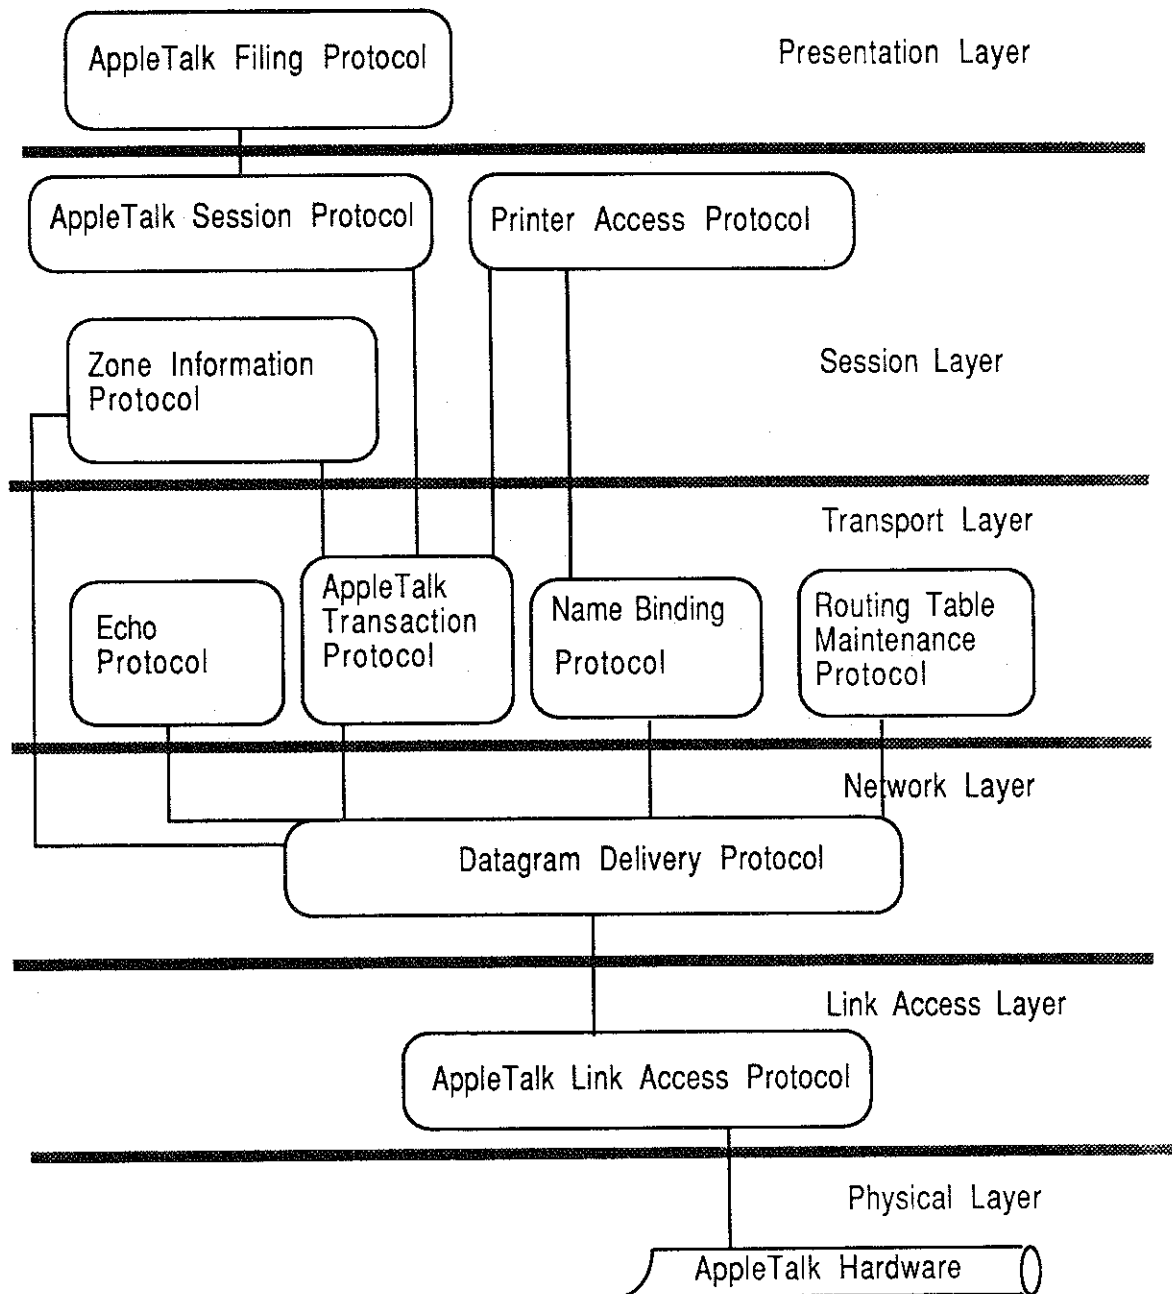 AppleTalk Filing Protocol
Presentation Layer
AppleTalk Session Protocol
Printer Access Protocol
Zone Information
Protocol
Session Layer
Transport Layer
Echo
Protocol
AppleTalk
Transaction
Protocol
Name Binding
Protocol
Routing Table
Maintenance
Protocol
Network Layer
Datagram Delivery Protocol
Link Access Layer
AppleTalk Link Access Protocol
Physical Layer
AppleTalk Hardware